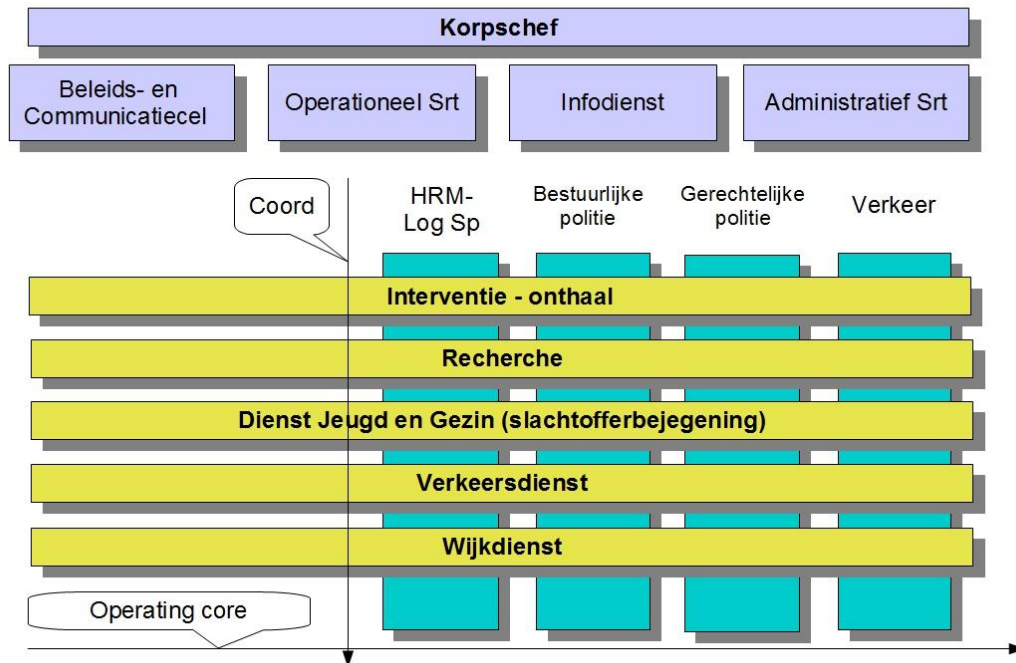 Korpschef
Beleids- en
Communicatiecel
Operationeel Srt
Infodienst
Administratief Srt
Coord
HRM-
Log Sp
Bestuurlijke
politie
Gerechtelijke
politie
Verkeer
Interventie - onthaal
Recherche
Dienst Jeugd en Gezin (slachtofferbejegening)
Verkeersdienst
Wijkdienst
Operating core